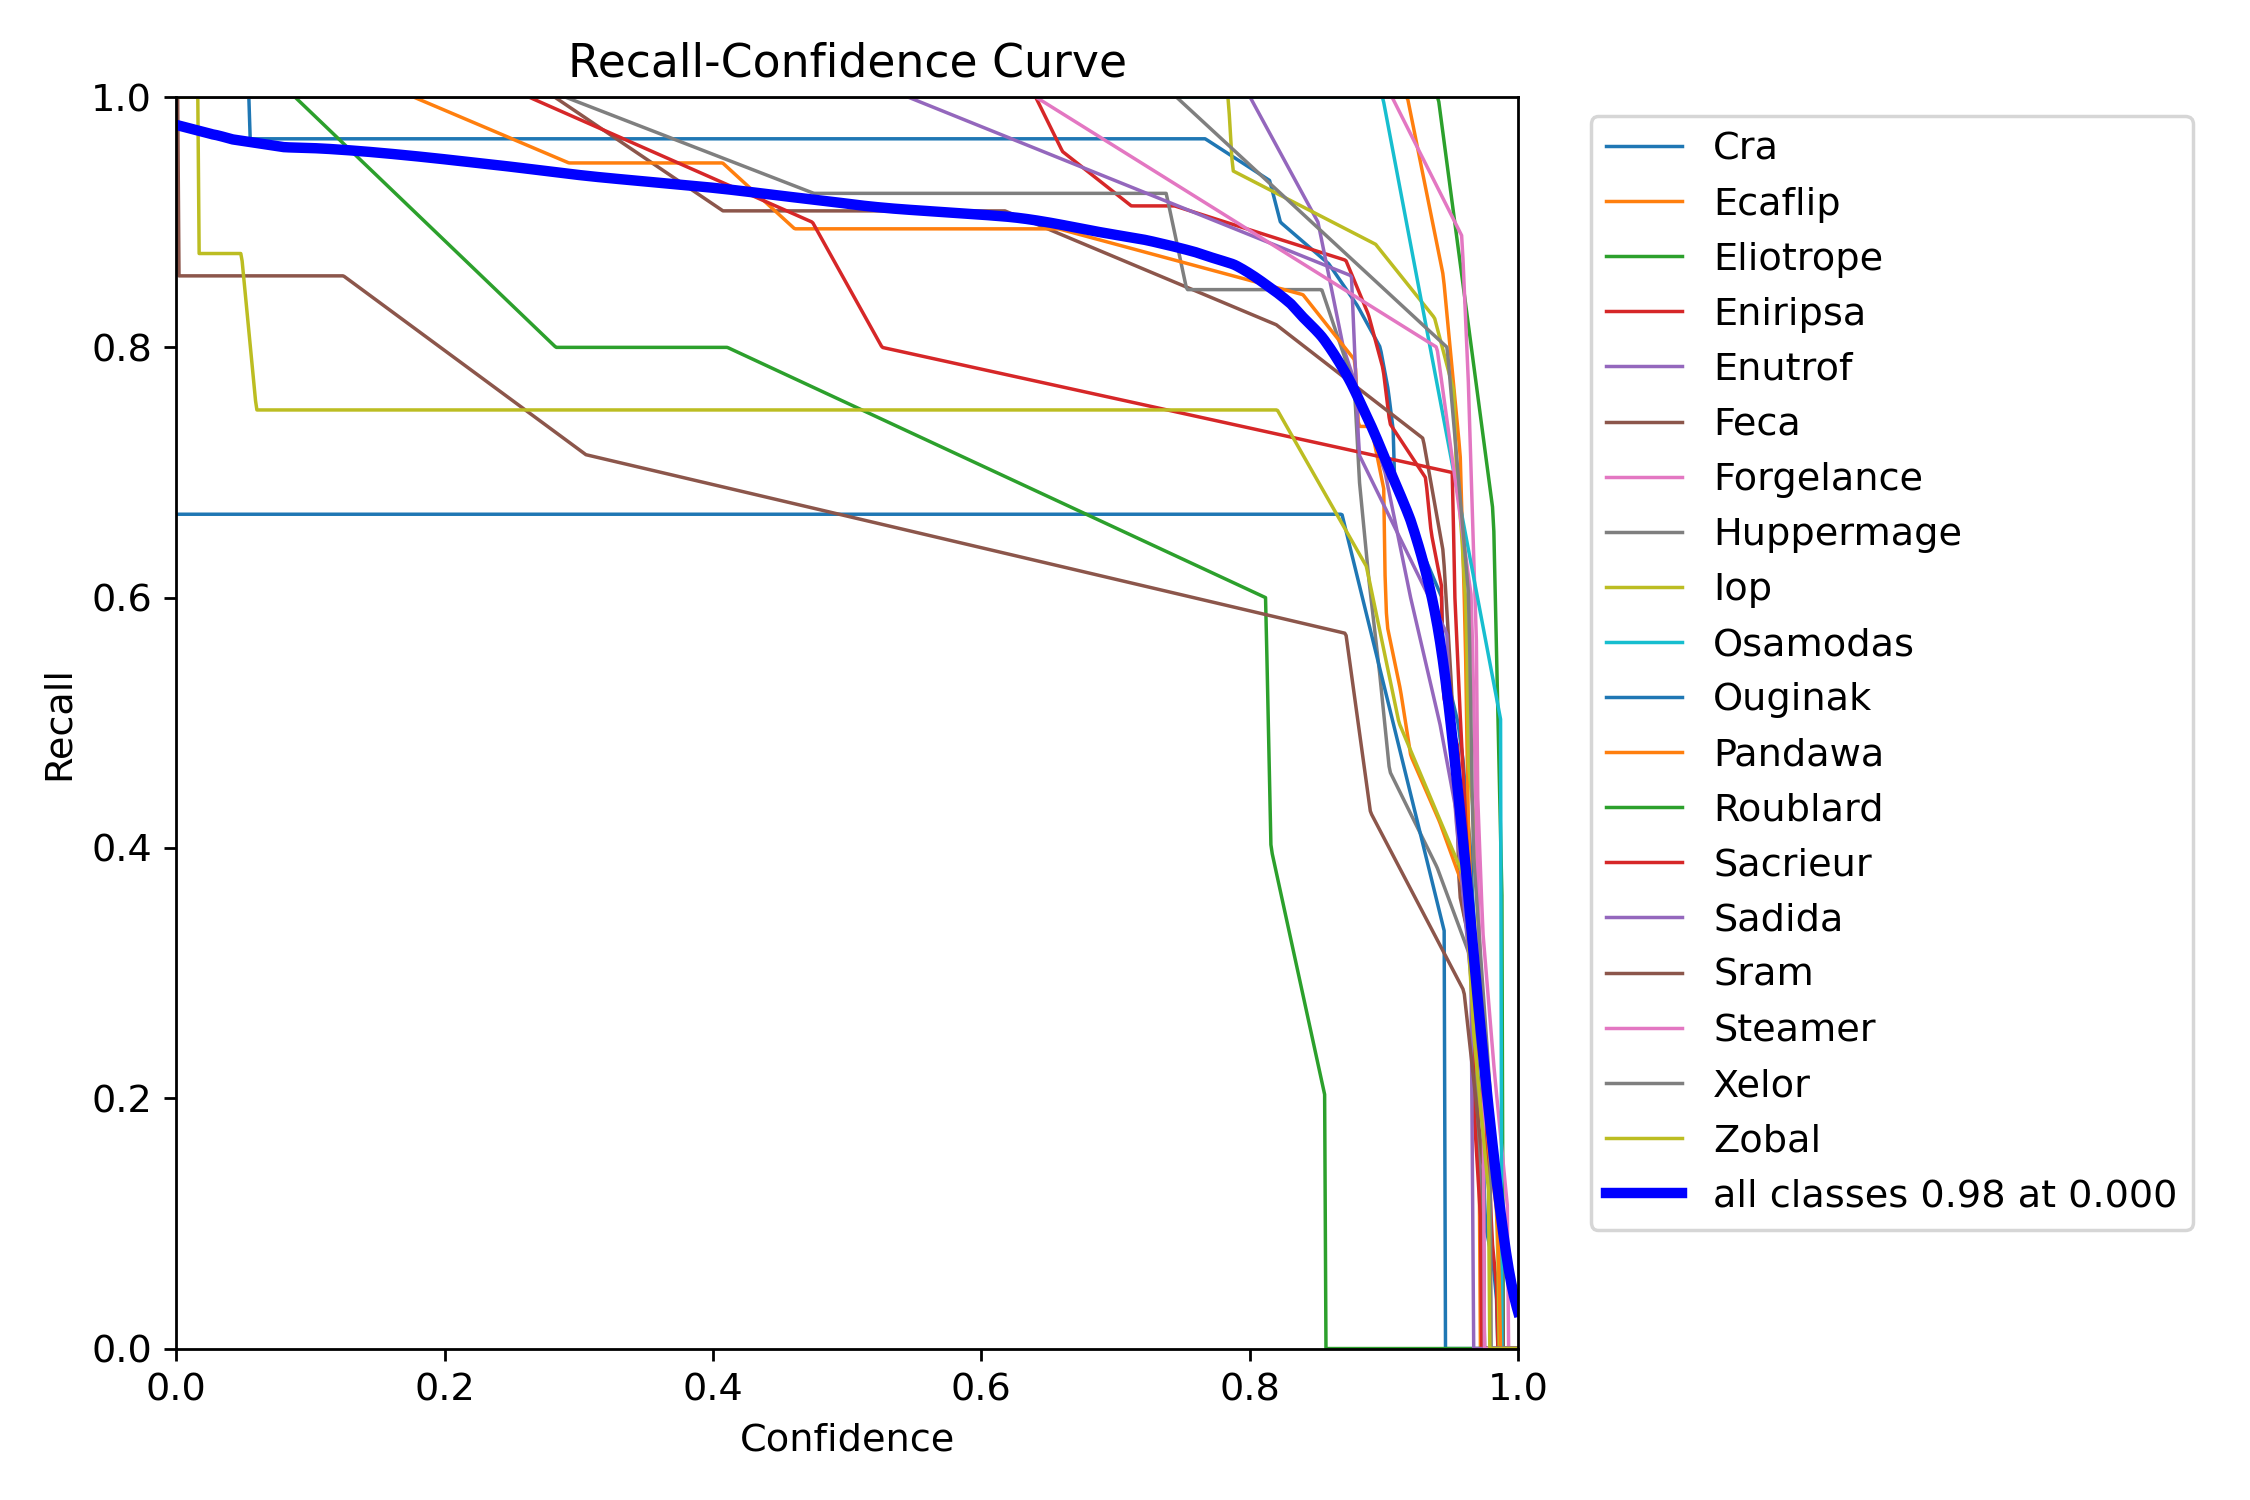 Recall-Confidence Curve
1.0
0.8
0.6
0.4
0.2
0.0
Recall
0.0 0.2 0.4 0.6 0.8 1.0
Confidence
Cra
Ecaflip
Eliotrope
Eniripsa
Enutrof
Feca
Forgelance
Huppermage
Iop
Osamodas
Ouginak
Pandawa
Roublard
Sacrieur
Sadida
Sram
Steamer
Xelor
Zobal
all classes 0.98 at 0.000